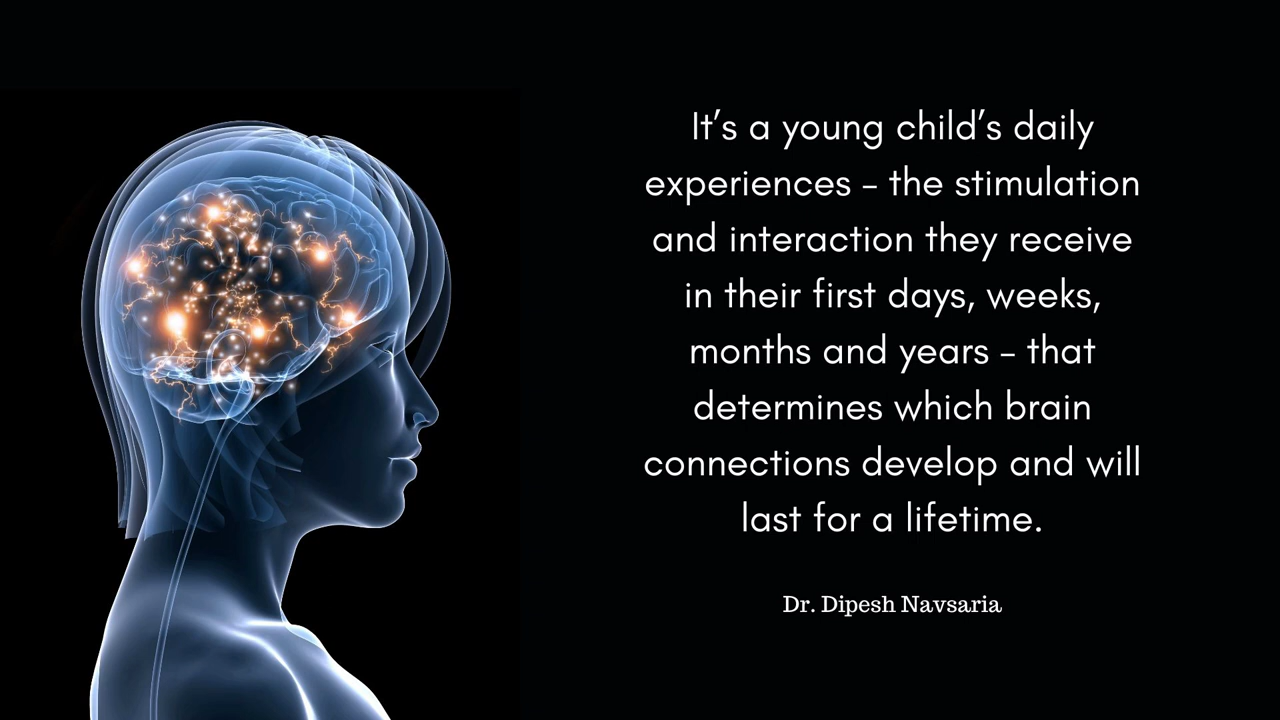 It’s a young child’s daily
experiences – the stimulation
and interaction they receive
in their first days, weeks,
months and years – that
determines which brain
connections develop and will
last for a lifetime.
Dr. Dipesh Navsaria